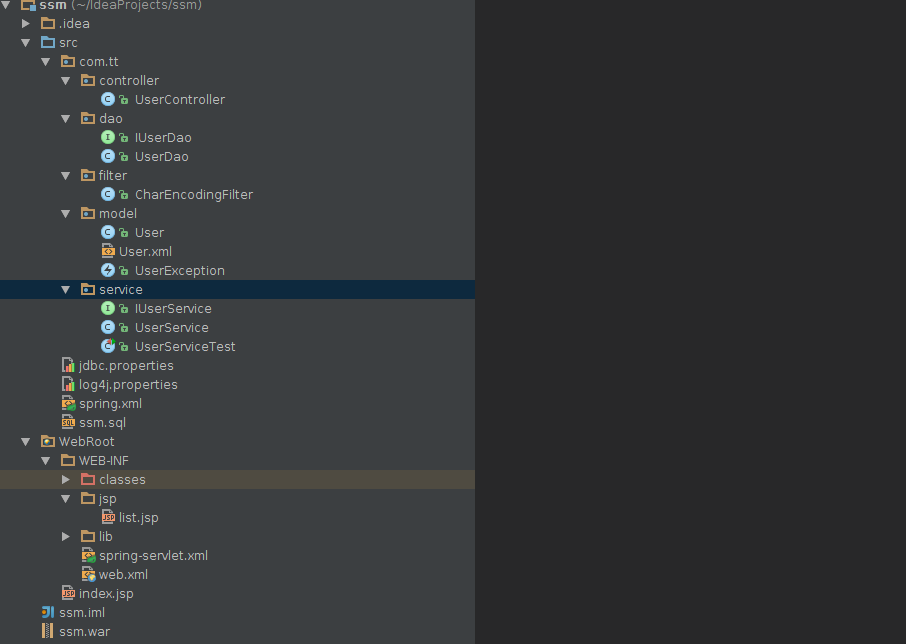 ssm (~/IdeaProjects/ssm)
.idea
src
com.tt
controller
UserController
dao
IUserDao
UserDao
filter
CharEncodingFilter
model
User
User.xml
UserException
service
IUserService
UserService
UserServiceTest
jdbc.properties
log4j.properties
spring.xml
ssm.sql
WebRoot
WEB-INF
classes
jsp
list.jsp
lib
spring-servlet.xml
web.xml
index.jsp
ssm.iml
ssm.war